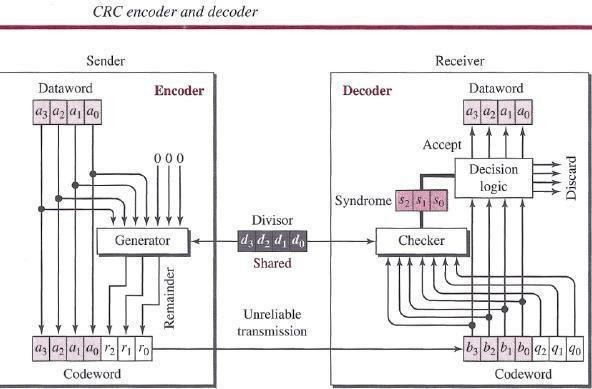 CRC encoder and decoder
Sender
Receiver
Dataword
Encoder
Decoder
Dataword
a3 a2 a1 a0
a3 a2 a1 a0
Accept
0 0 0
Decision
logic
Discard
Syndrome s2 s1 s0
Divisor
Generator
d3 d2 d1 d0
Checker
Shared
Remainder
Unreliable
transmission
a3 a2 a1 a0 r2 r1 r0
b3 b2 b1 b0 q2 q1 q0
Codeword
Codeword